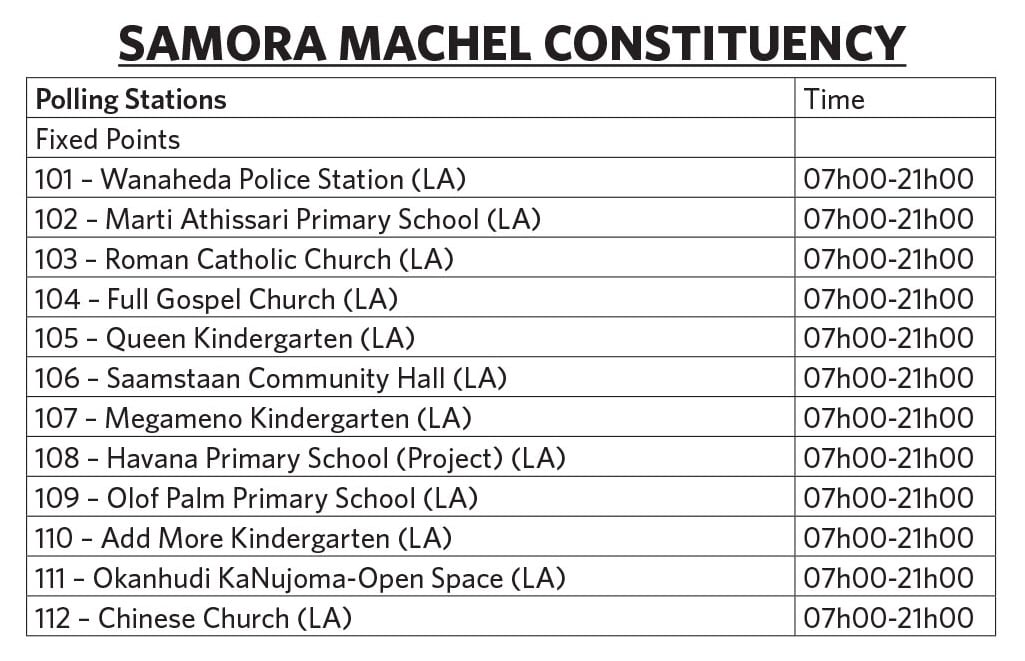 SAMORA MACHEL CONSTITUENCY
Polling Stations Time
Fixed Points
101 – Wanaheda Police Station (LA) 07h00-21h00
102 – Marti Athissari Primary School (LA) 07h00-21h00
103 – Roman Catholic Church (LA) 07h00-21h00
104 – Full Gospel Church (LA) 07h00-21h00
105 – Queen Kindergarten (LA) 07h00-21h00
106 – Saamstaan Community Hall (LA) 07h00-21h00
107 – Megameno Kindergarten (LA) 07h00-21h00
108 – Havana Primary School (Project) (LA) 07h00-21h00
109 – Olof Palm Primary School (LA) 07h00-21h00
110 – Add More Kindergarten (LA) 07h00-21h00
111 – Okanhudi KaNujoma-Open Space (LA) 07h00-21h00
112 – Chinese Church (LA) 07h00-21h00